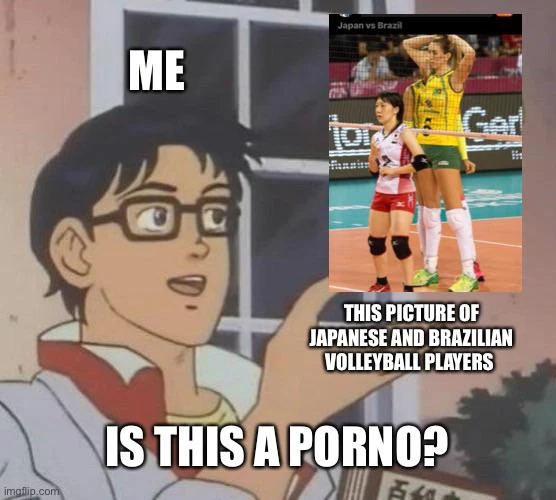 Japan vs Brazil
ME
THIS PICTURE OF
JAPANESE AND BRAZILIAN
VOLLEYBALL PLAYERS
IS THIS A PORNO?
imgflip.com